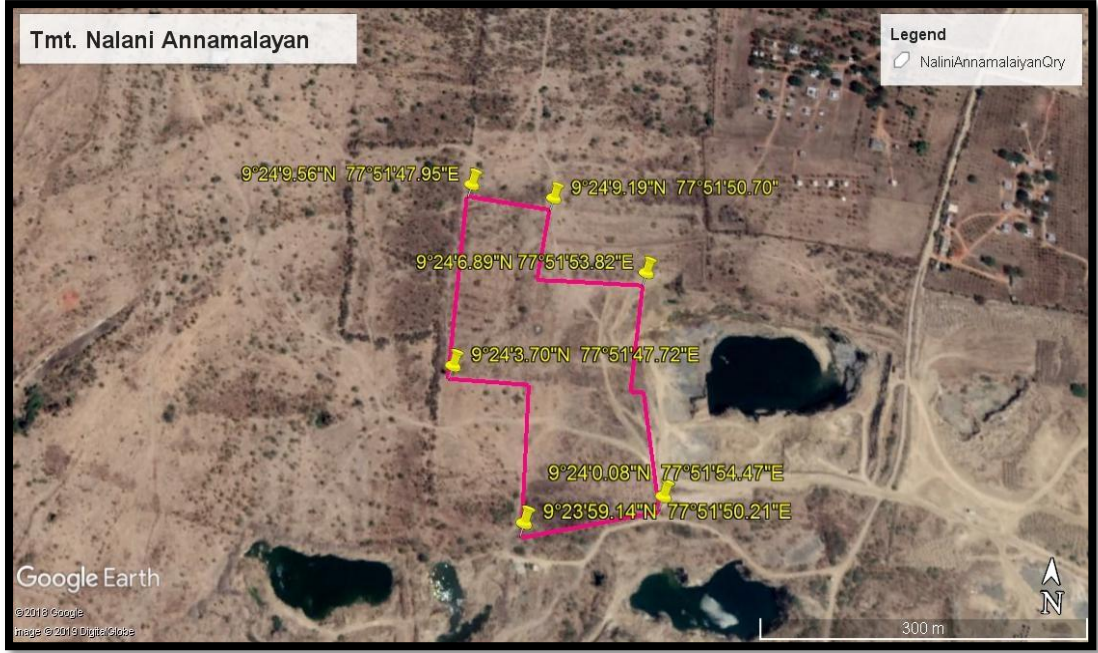 Tmt. Nalani Annamalayan
Legend
NaliniAnnamalaiyanQry
9°24'9.56"N 77°51'47.95"E
9°24'9.19"N 77°51'50.70"
9°24'6.89"N 77°51'53.82"E
9°24'3.70"N 77°51'47.72"E
9°24'0.08"N 77°51'54.47"E
9°23'59.14"N 77°51'50.21"E
Google Earth
©2018 Google
Image © 2019 DigitalGlobe
N
300 m